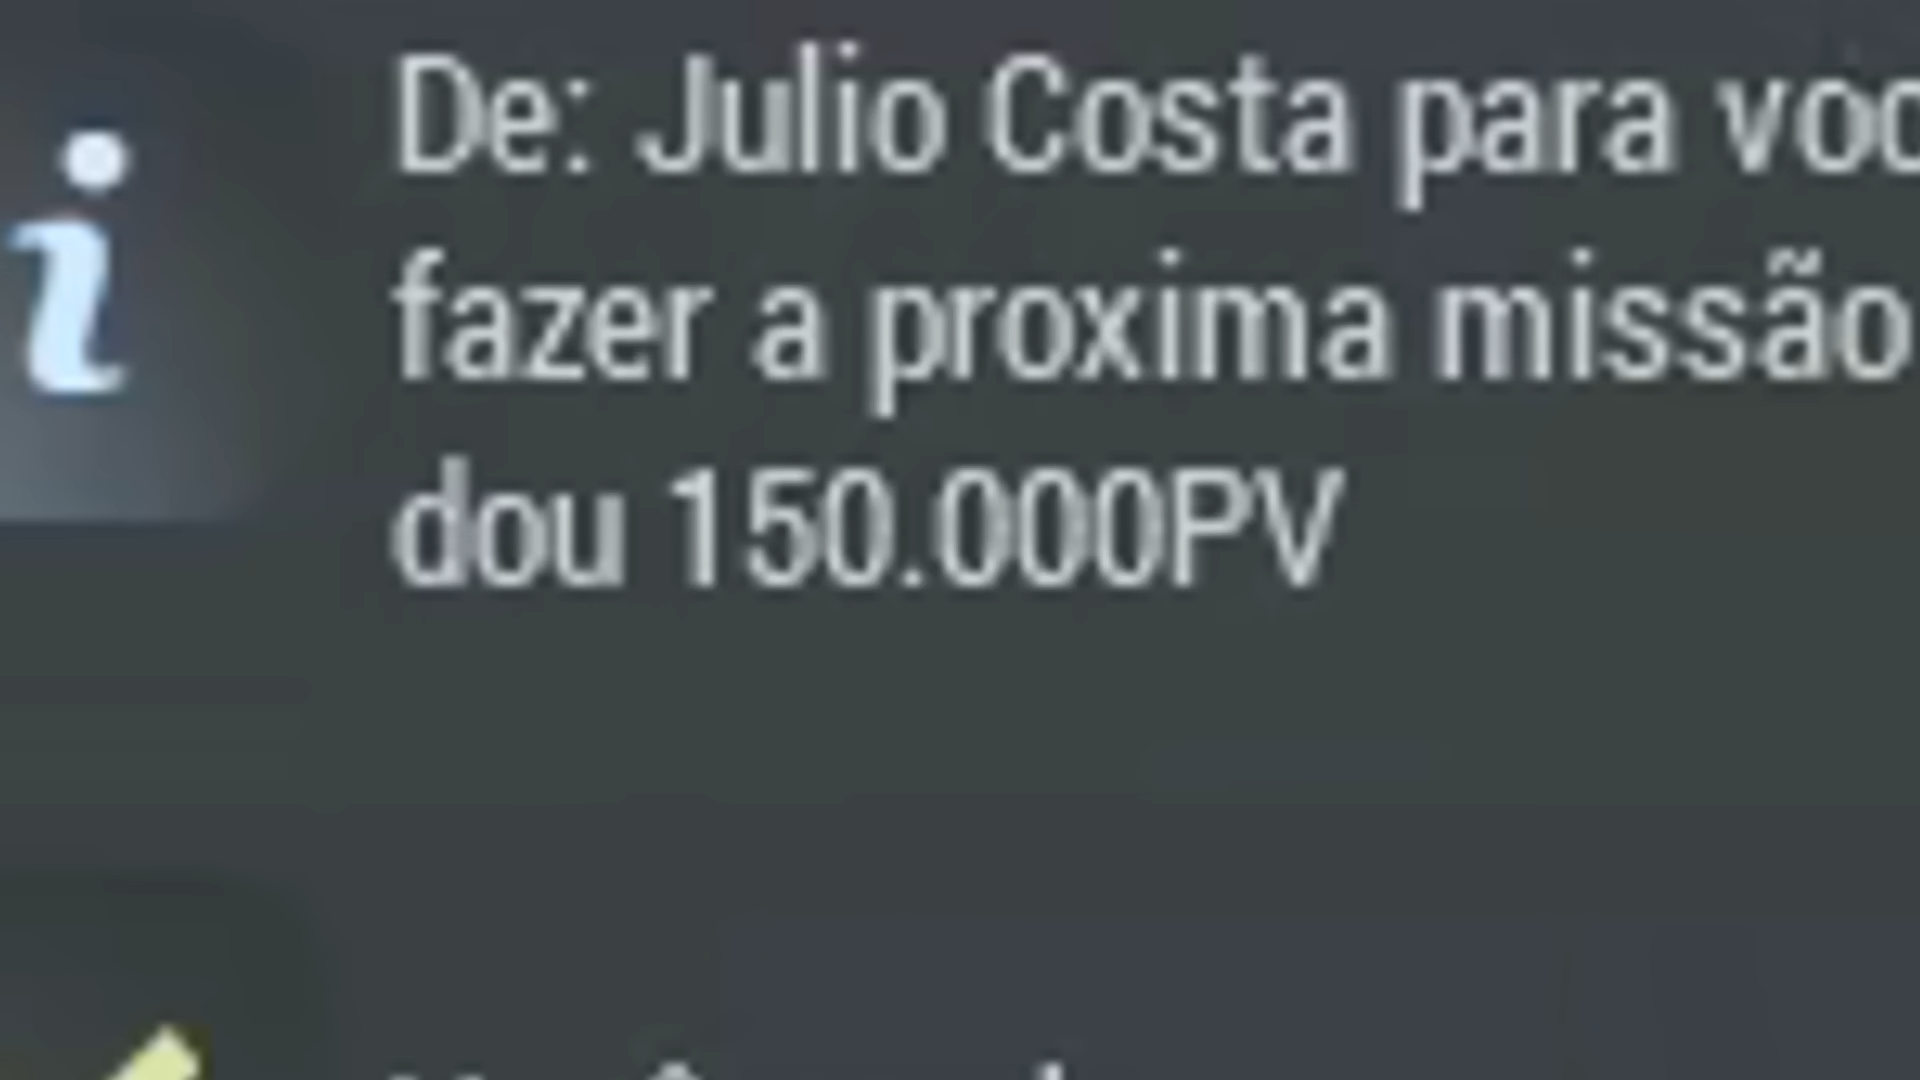 De: Julio Costa para voc
fazer a proxima missão
dou 150.000PV